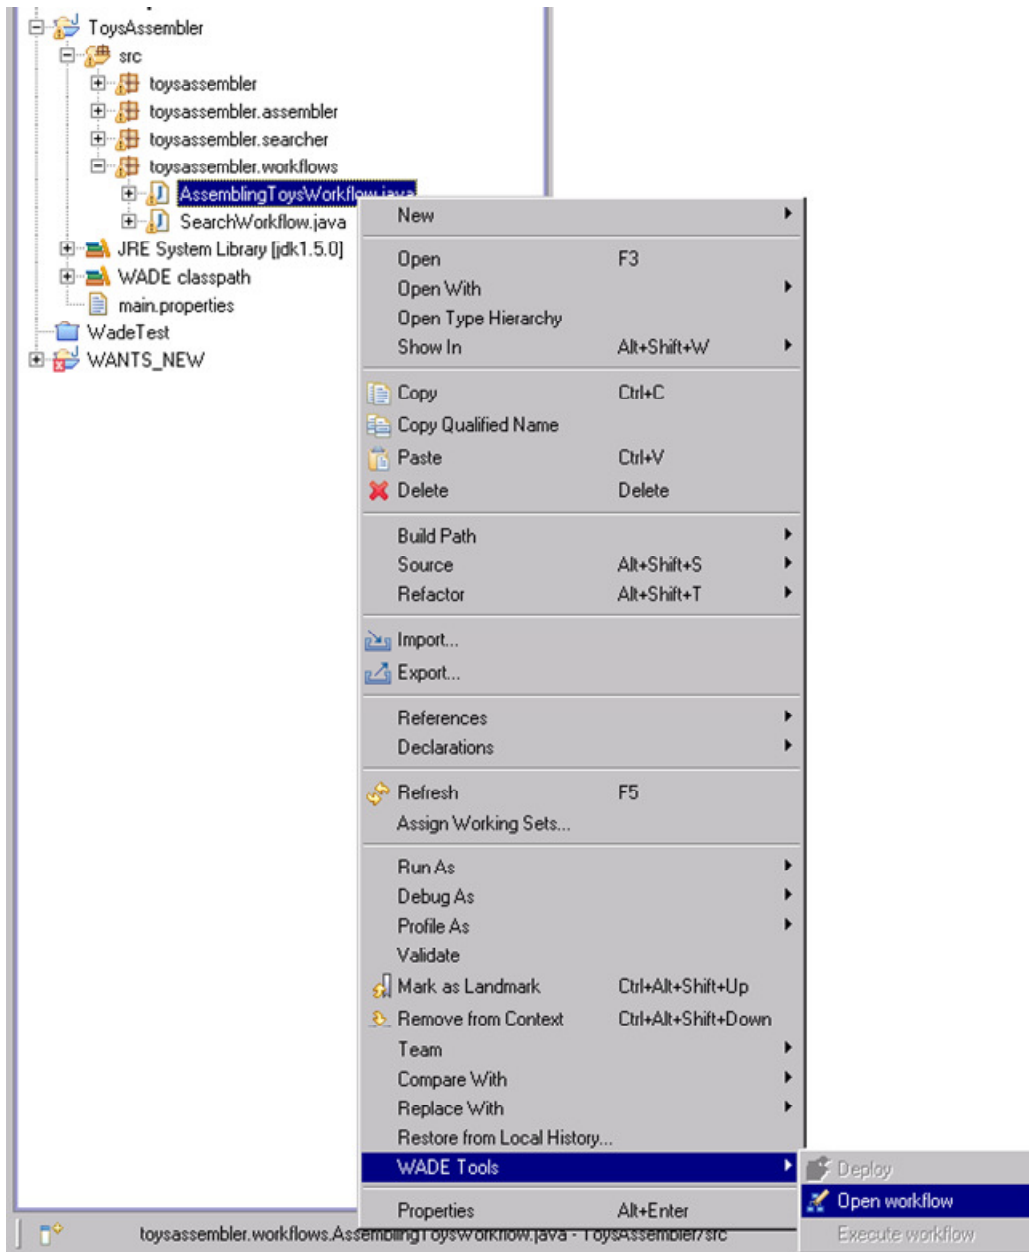 ToysAssembler
src
toysassembler
toysassembler.assembler
toysassembler.searcher
toysassembler.workflows
AssemblingToysWorkflow.java
SearchWorkflow.java
JRE System Library [jdk1.5.0]
WADE classpath
main.properties
WadeTest
WANTS_NEW
New
Open F3
Open With
Open Type Hierarchy
Show In Alt+Shift+W
Copy Ctrl+C
Copy Qualified Name
Paste Ctrl+V
Delete Delete
Build Path
Source Alt+Shift+S
Refactor Alt+Shift+T
Import...
Export...
References
Declarations
Refresh F5
Assign Working Sets...
Run As
Debug As
Profile As
Validate
Mark as Landmark Ctrl+Alt+Shift+Up
Remove from Context Ctrl+Alt+Shift+Down
Team
Compare With
Replace With
Restore from Local History...
WADE Tools
Properties Alt+Enter
Deploy
Open workflow
Execute workflow
toysassembler.workflows.AssemblingToysWorkflow.java - ToysAssembler/src